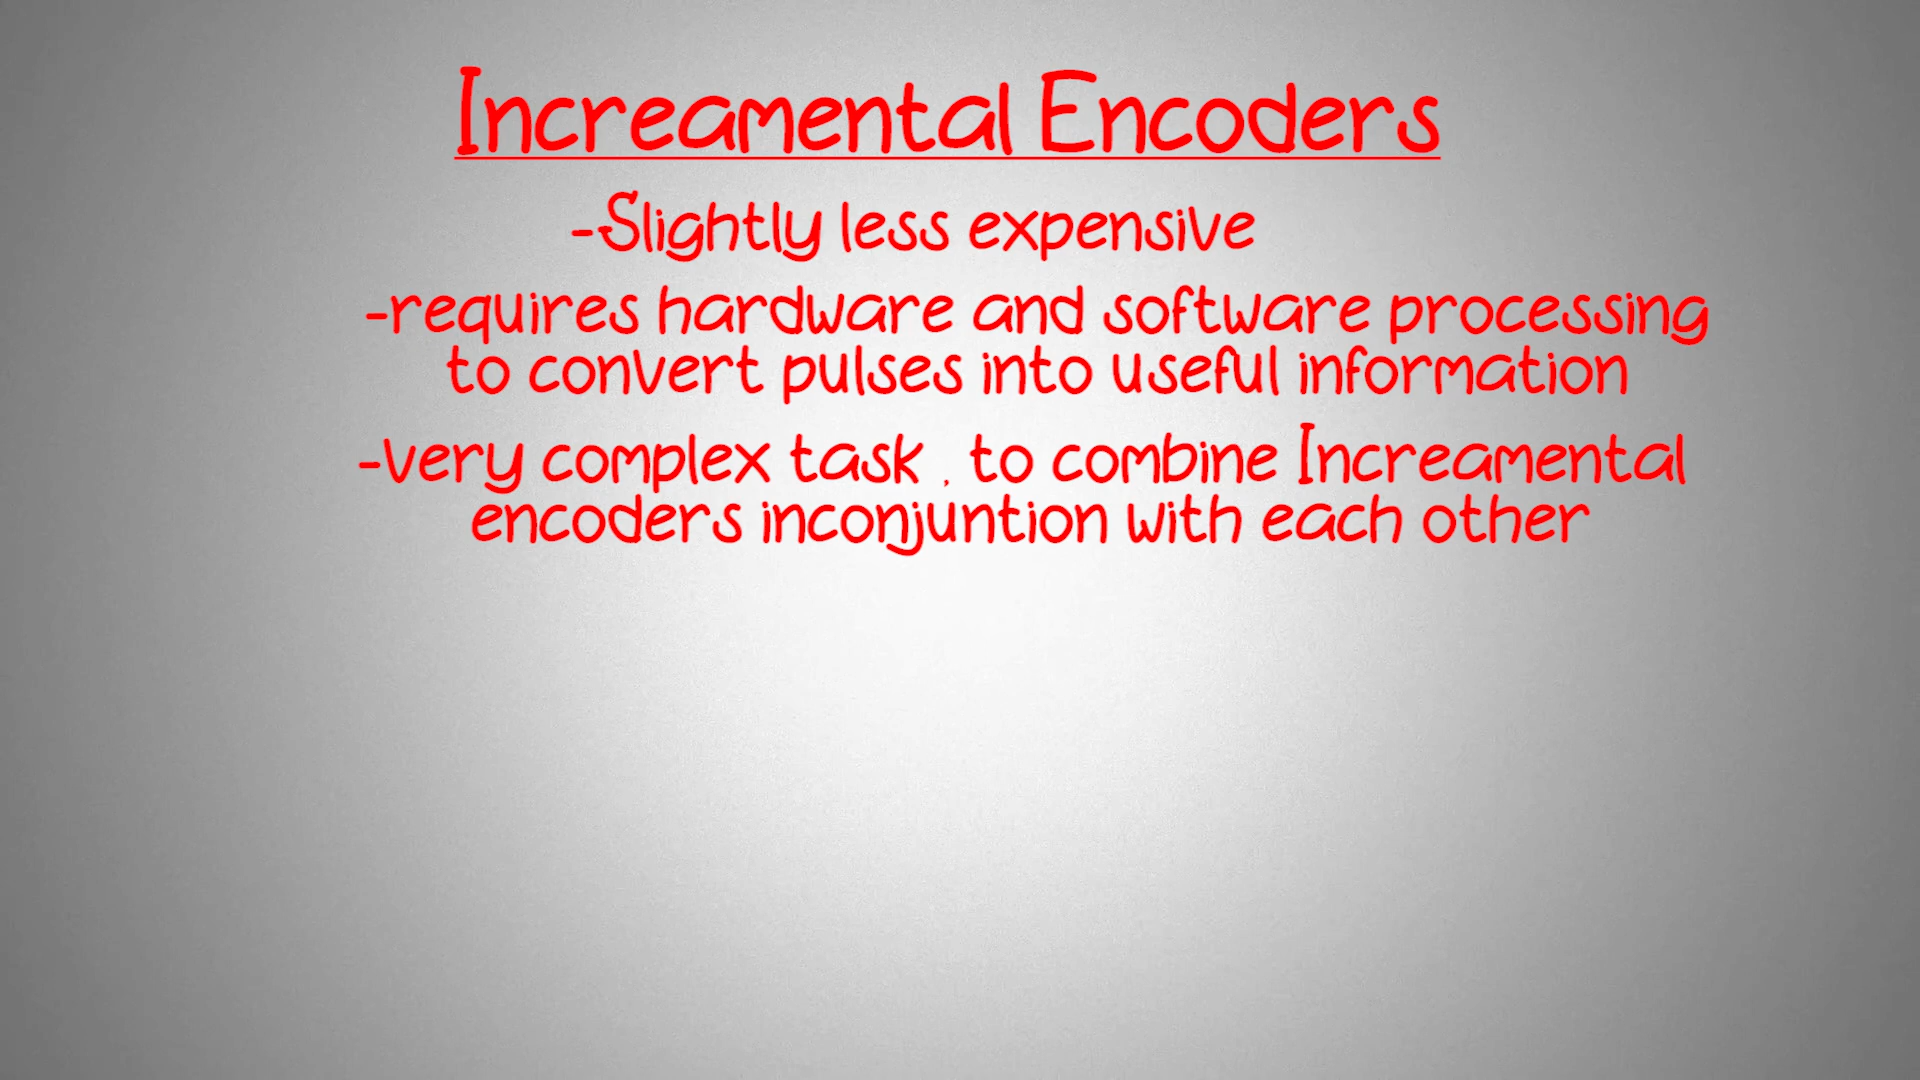 Increamental Encoders
-Slightly less expensive
-requires hardware and software processing
to convert pulses into useful information
-very complex task , to combine Increamental
encoders inconjuntion with each other